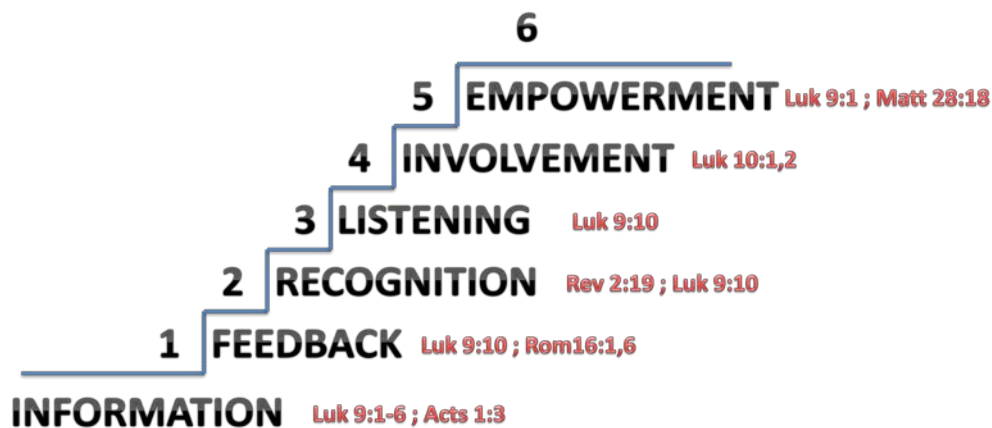 6
5 EMPOWERMENT Luk 9:1 ; Matt 28:18
4 INVOLVEMENT Luk 10:1,2
3 LISTENING Luk 9:10
2 RECOGNITION Rev 2:19 ; Luk 9:10
1 FEEDBACK Luk 9:10 ; Rom16:1,6
INFORMATION Luk 9:1-6 ; Acts 1:3